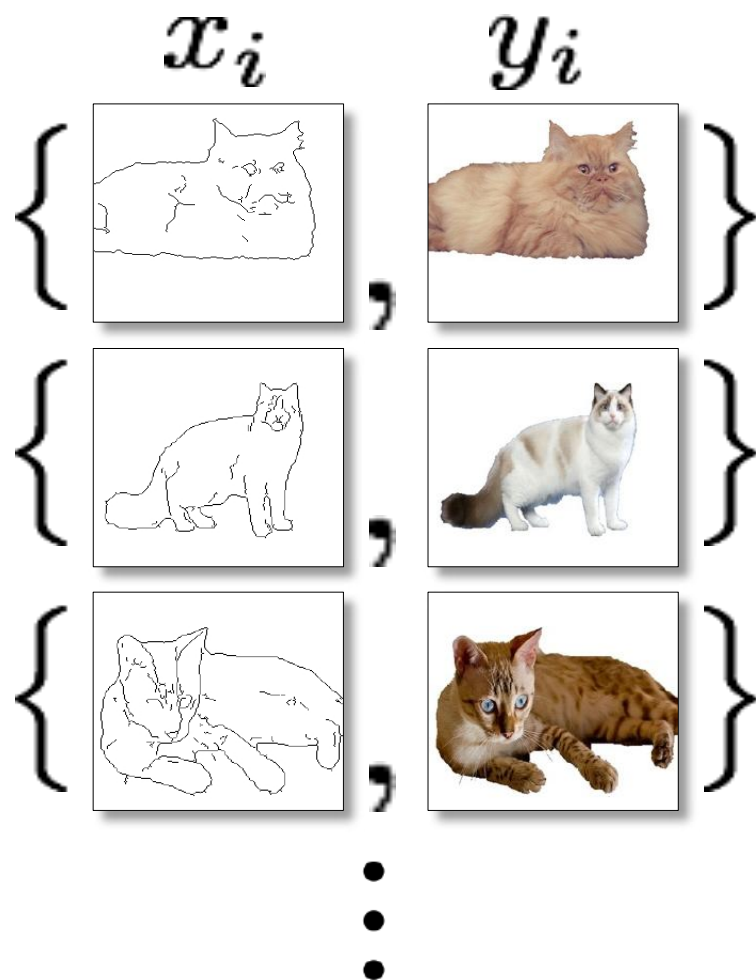 x_i y_i
{ , }
{ , }
{ , }
⋮